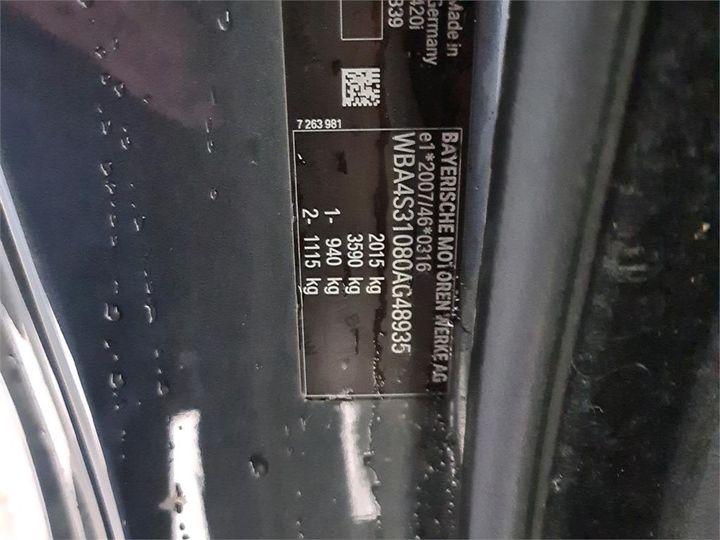 Made in
Germany
420i
339
7 263 981
BAYERISCHE MOTOREN WERKE AG
e1*2007/46*0316
WBA4S31080AG48935
2015 kg
3590 kg
1- 940 kg
2- 1115 kg